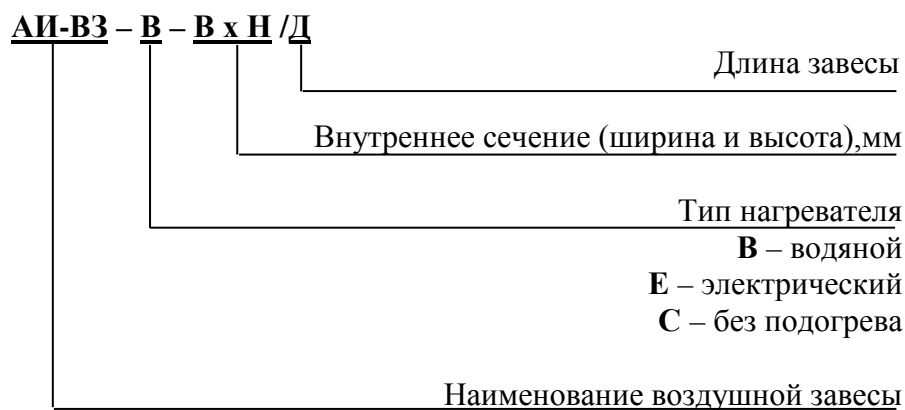 АИ-ВЗ – В – В х Н /Д
Длина завесы
Внутреннее сечение (ширина и высота),мм
Тип нагревателя
В – водяной
Е – электрический
С – без подогрева
Наименование воздушной завесы